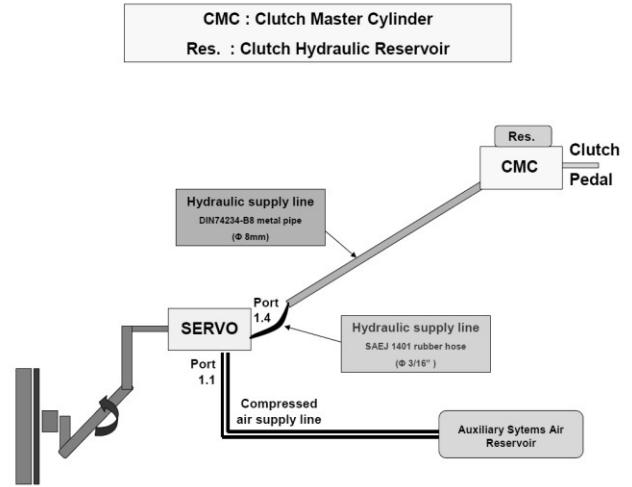 CMC : Clutch Master Cylinder
Res. : Clutch Hydraulic Reservoir
Res.
CMC
Clutch
Pedal
Hydraulic supply line
DIN74234-B8 metal pipe
(Φ 8mm)
Port
1.4
SERVO
Hydraulic supply line
SAEJ 1401 rubber hose
(Φ 3/16" )
Port
1.1
Compressed
air supply line
Auxiliary Sytems Air
Reservoir